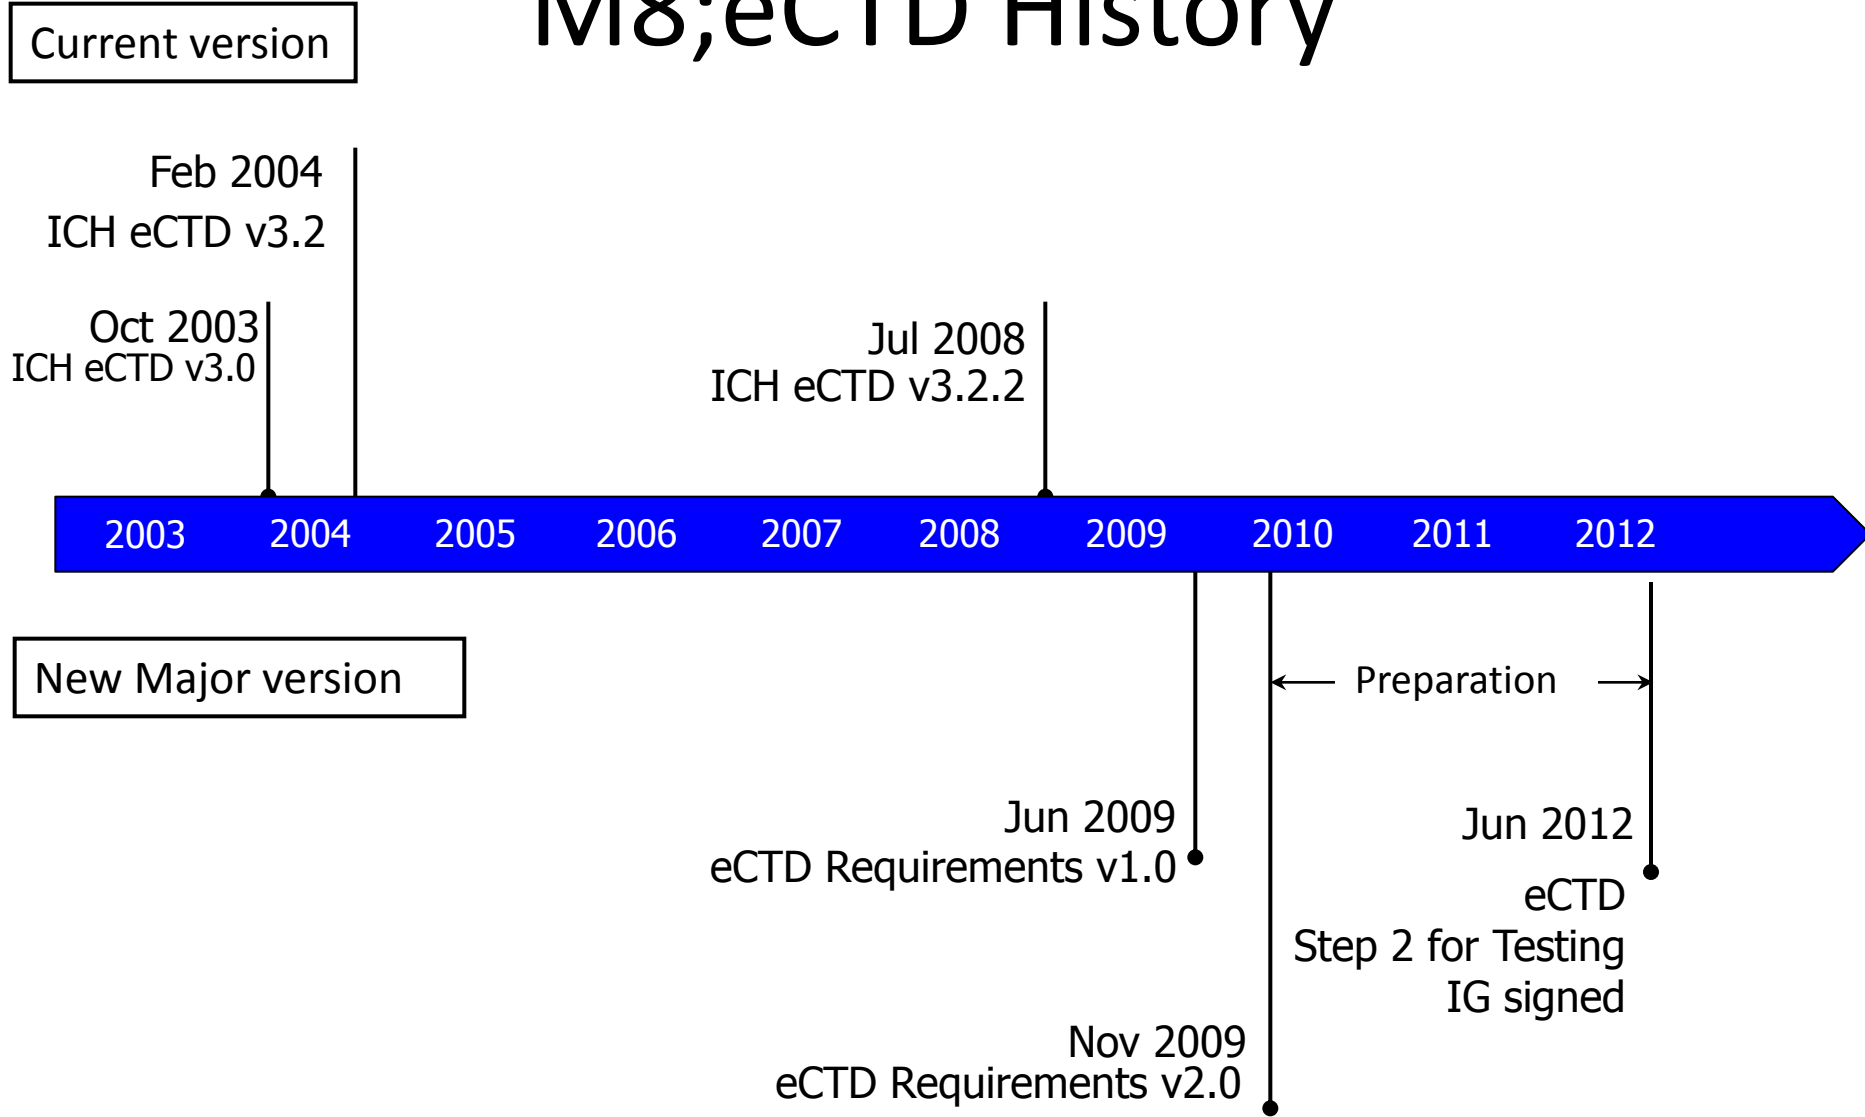 M8;eCTD History
Current version
Feb 2004
ICH eCTD v3.2
Oct 2003
ICH eCTD v3.0
Jul 2008
ICH eCTD v3.2.2
2003 2004 2005 2006 2007 2008 2009 2010 2011 2012
New Major version
Preparation
Jun 2009
eCTD Requirements v1.0
Jun 2012
eCTD
Step 2 for Testing
IG signed
Nov 2009
eCTD Requirements v2.0